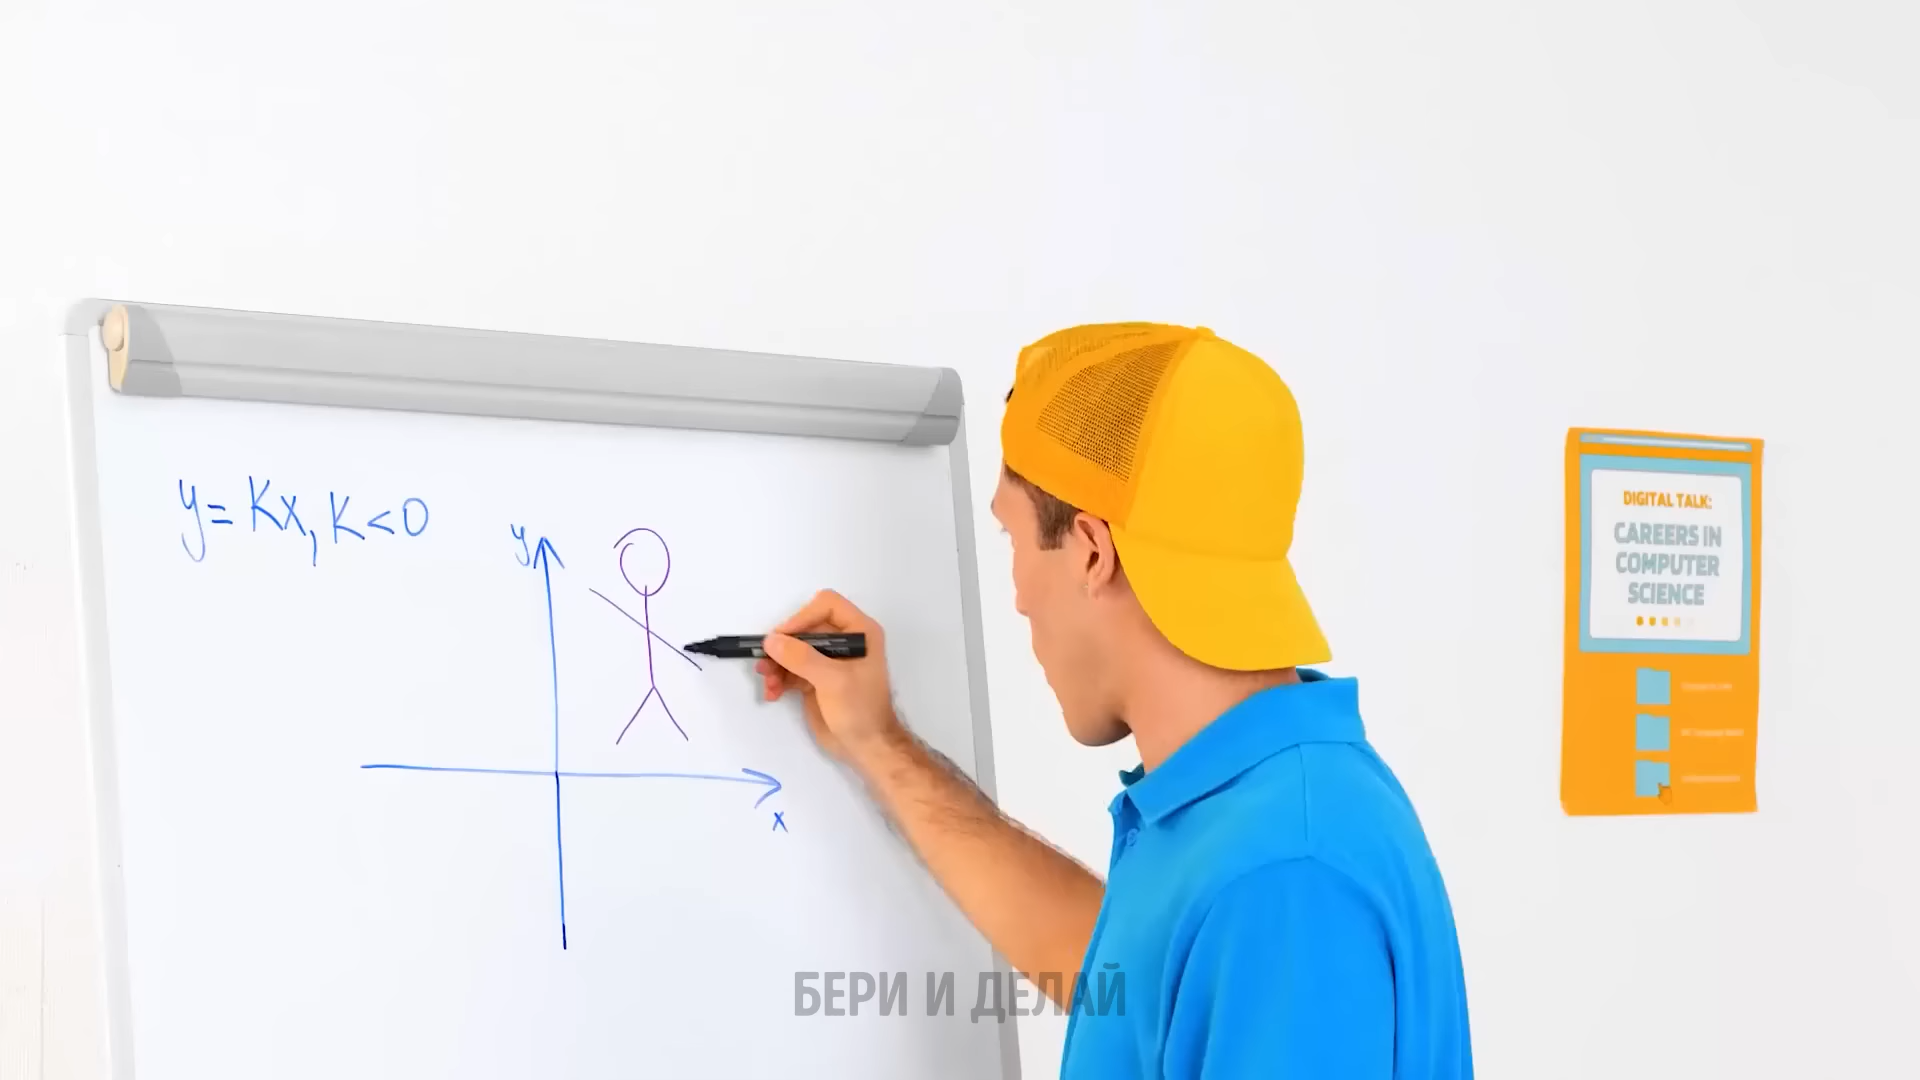 y = Kx, K < 0
y
x
DIGITAL TALK:
CAREERS IN
COMPUTER
SCIENCE
БЕРИ И ДЕЛАЙ